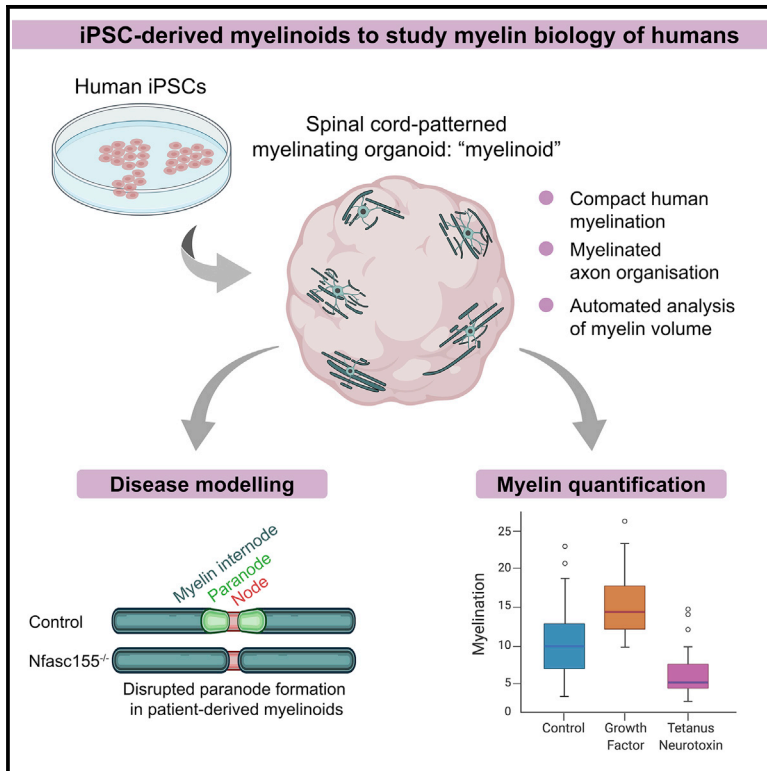 iPSC-derived myelinoids to study myelin biology of humans
Human iPSCs
Spinal cord-patterned
myelinating organoid: “myelinoid”
Compact human
myelination
Myelinated
axon organisation
Automated analysis
of myelin volume
Disease modelling
Myelin internode
Paranode
Node
Control
Nfasc155-/-
Disrupted paranode formation
in patient-derived myelinoids
Myelin quantification
Myelination
25
20
15
10
5
0
Control
Growth
Factor
Tetanus
Neurotoxin